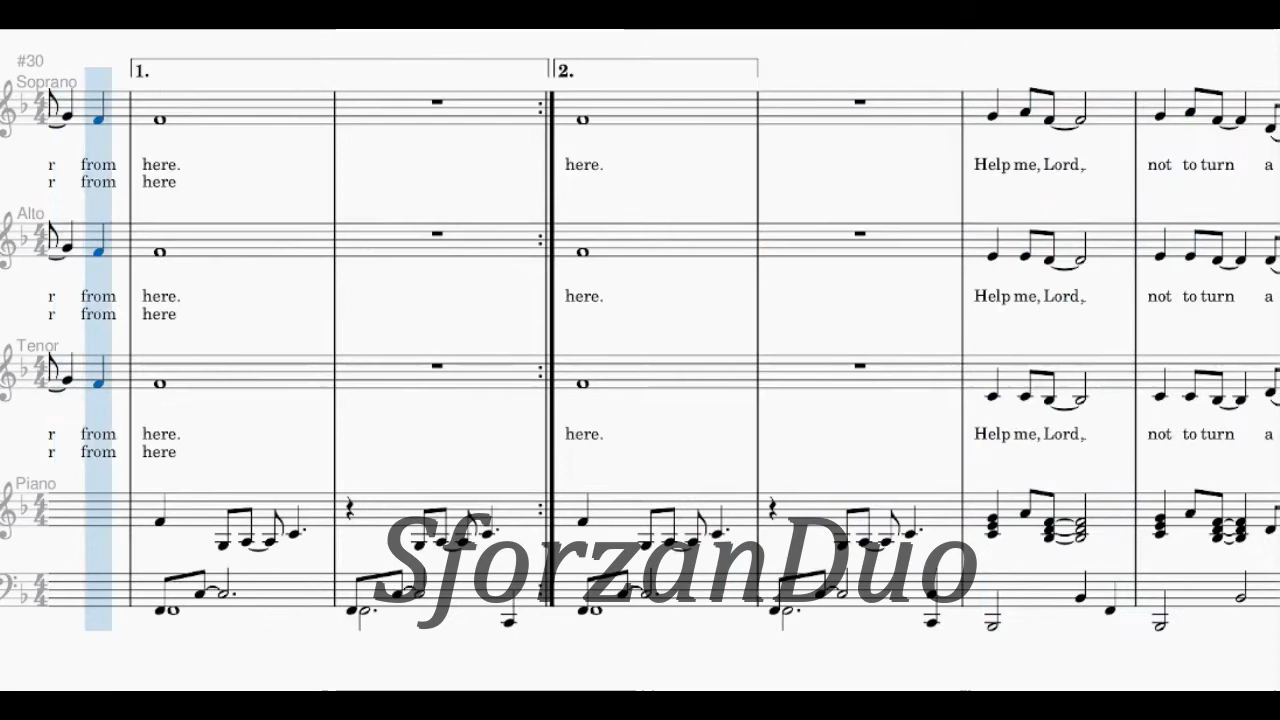 #30
1.
2.
Soprano
r from here. here. Help me, Lord, not to turn a
r from here
Alto
r from here. here. Help me, Lord, not to turn a
r from here
Tenor
r from here. here. Help me, Lord, not to turn a
r from here
Piano
SforzanDuo